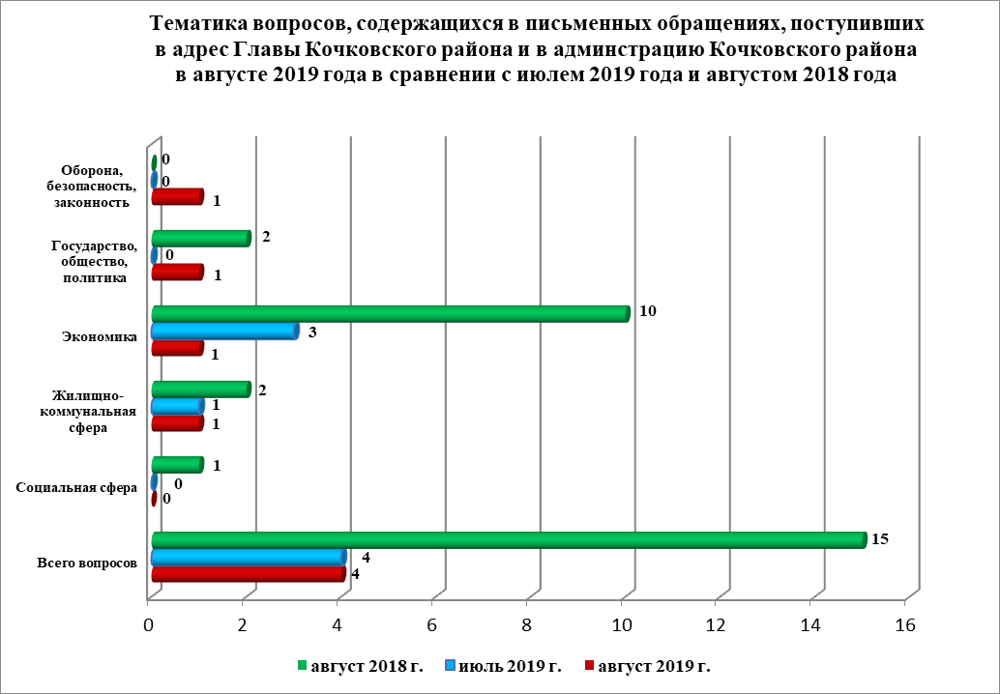 Тематика вопросов, содержащихся в письменных обращениях, поступивших
в адрес Главы Кочковского района и в админстрацию Кочковского района
в августе 2019 года в сравнении с июлем 2019 года и августом 2018 года
Оборона,
безопасность,
законность
0
0
1
Государство,
общество,
политика
2
0
1
Экономика
10
3
1
Жилищно-
коммунальная
сфера
2
1
1
Социальная сфера
1
0
0
Всего вопросов
15
4
4
0 2 4 6 8 10 12 14 16
август 2018 г. июль 2019 г. август 2019 г.